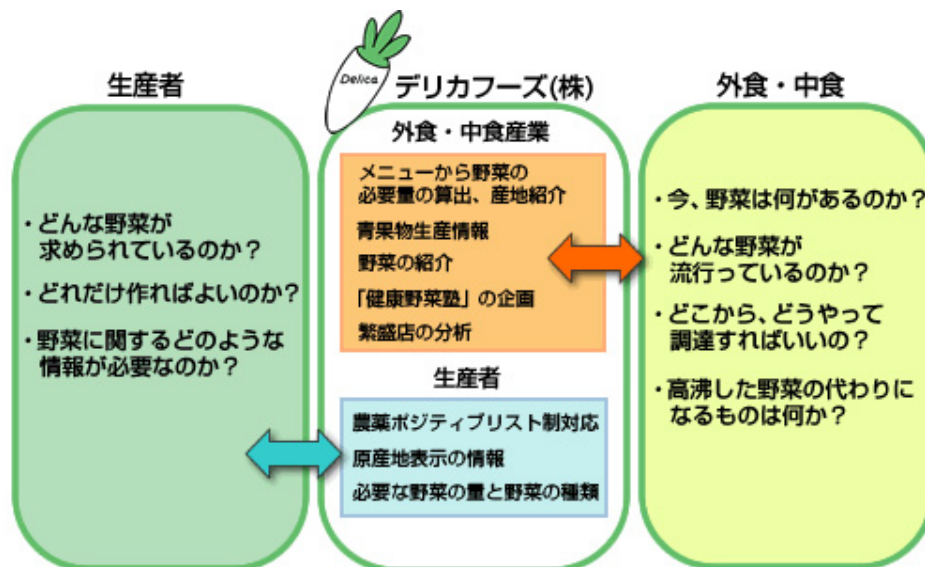 生産者
・どんな野菜が
求められているのか？
・どれだけ作ればよいのか？
・野菜に関するどのような
情報が必要なのか？
Delica
デリカフーズ(株)
外食・中食産業
メニューから野菜の
必要量の算出、産地紹介
青果物生産情報
野菜の紹介
「健康野菜塾」の企画
繁盛店の分析
生産者
農薬ポジティブリスト制対応
原産地表示の情報
必要な野菜の量と野菜の種類
外食・中食
・今、野菜は何があるのか？
・どんな野菜が
流行っているのか？
・どこから、どうやって
調達すればいいの？
・高沸した野菜の代わりに
なるものは何か？